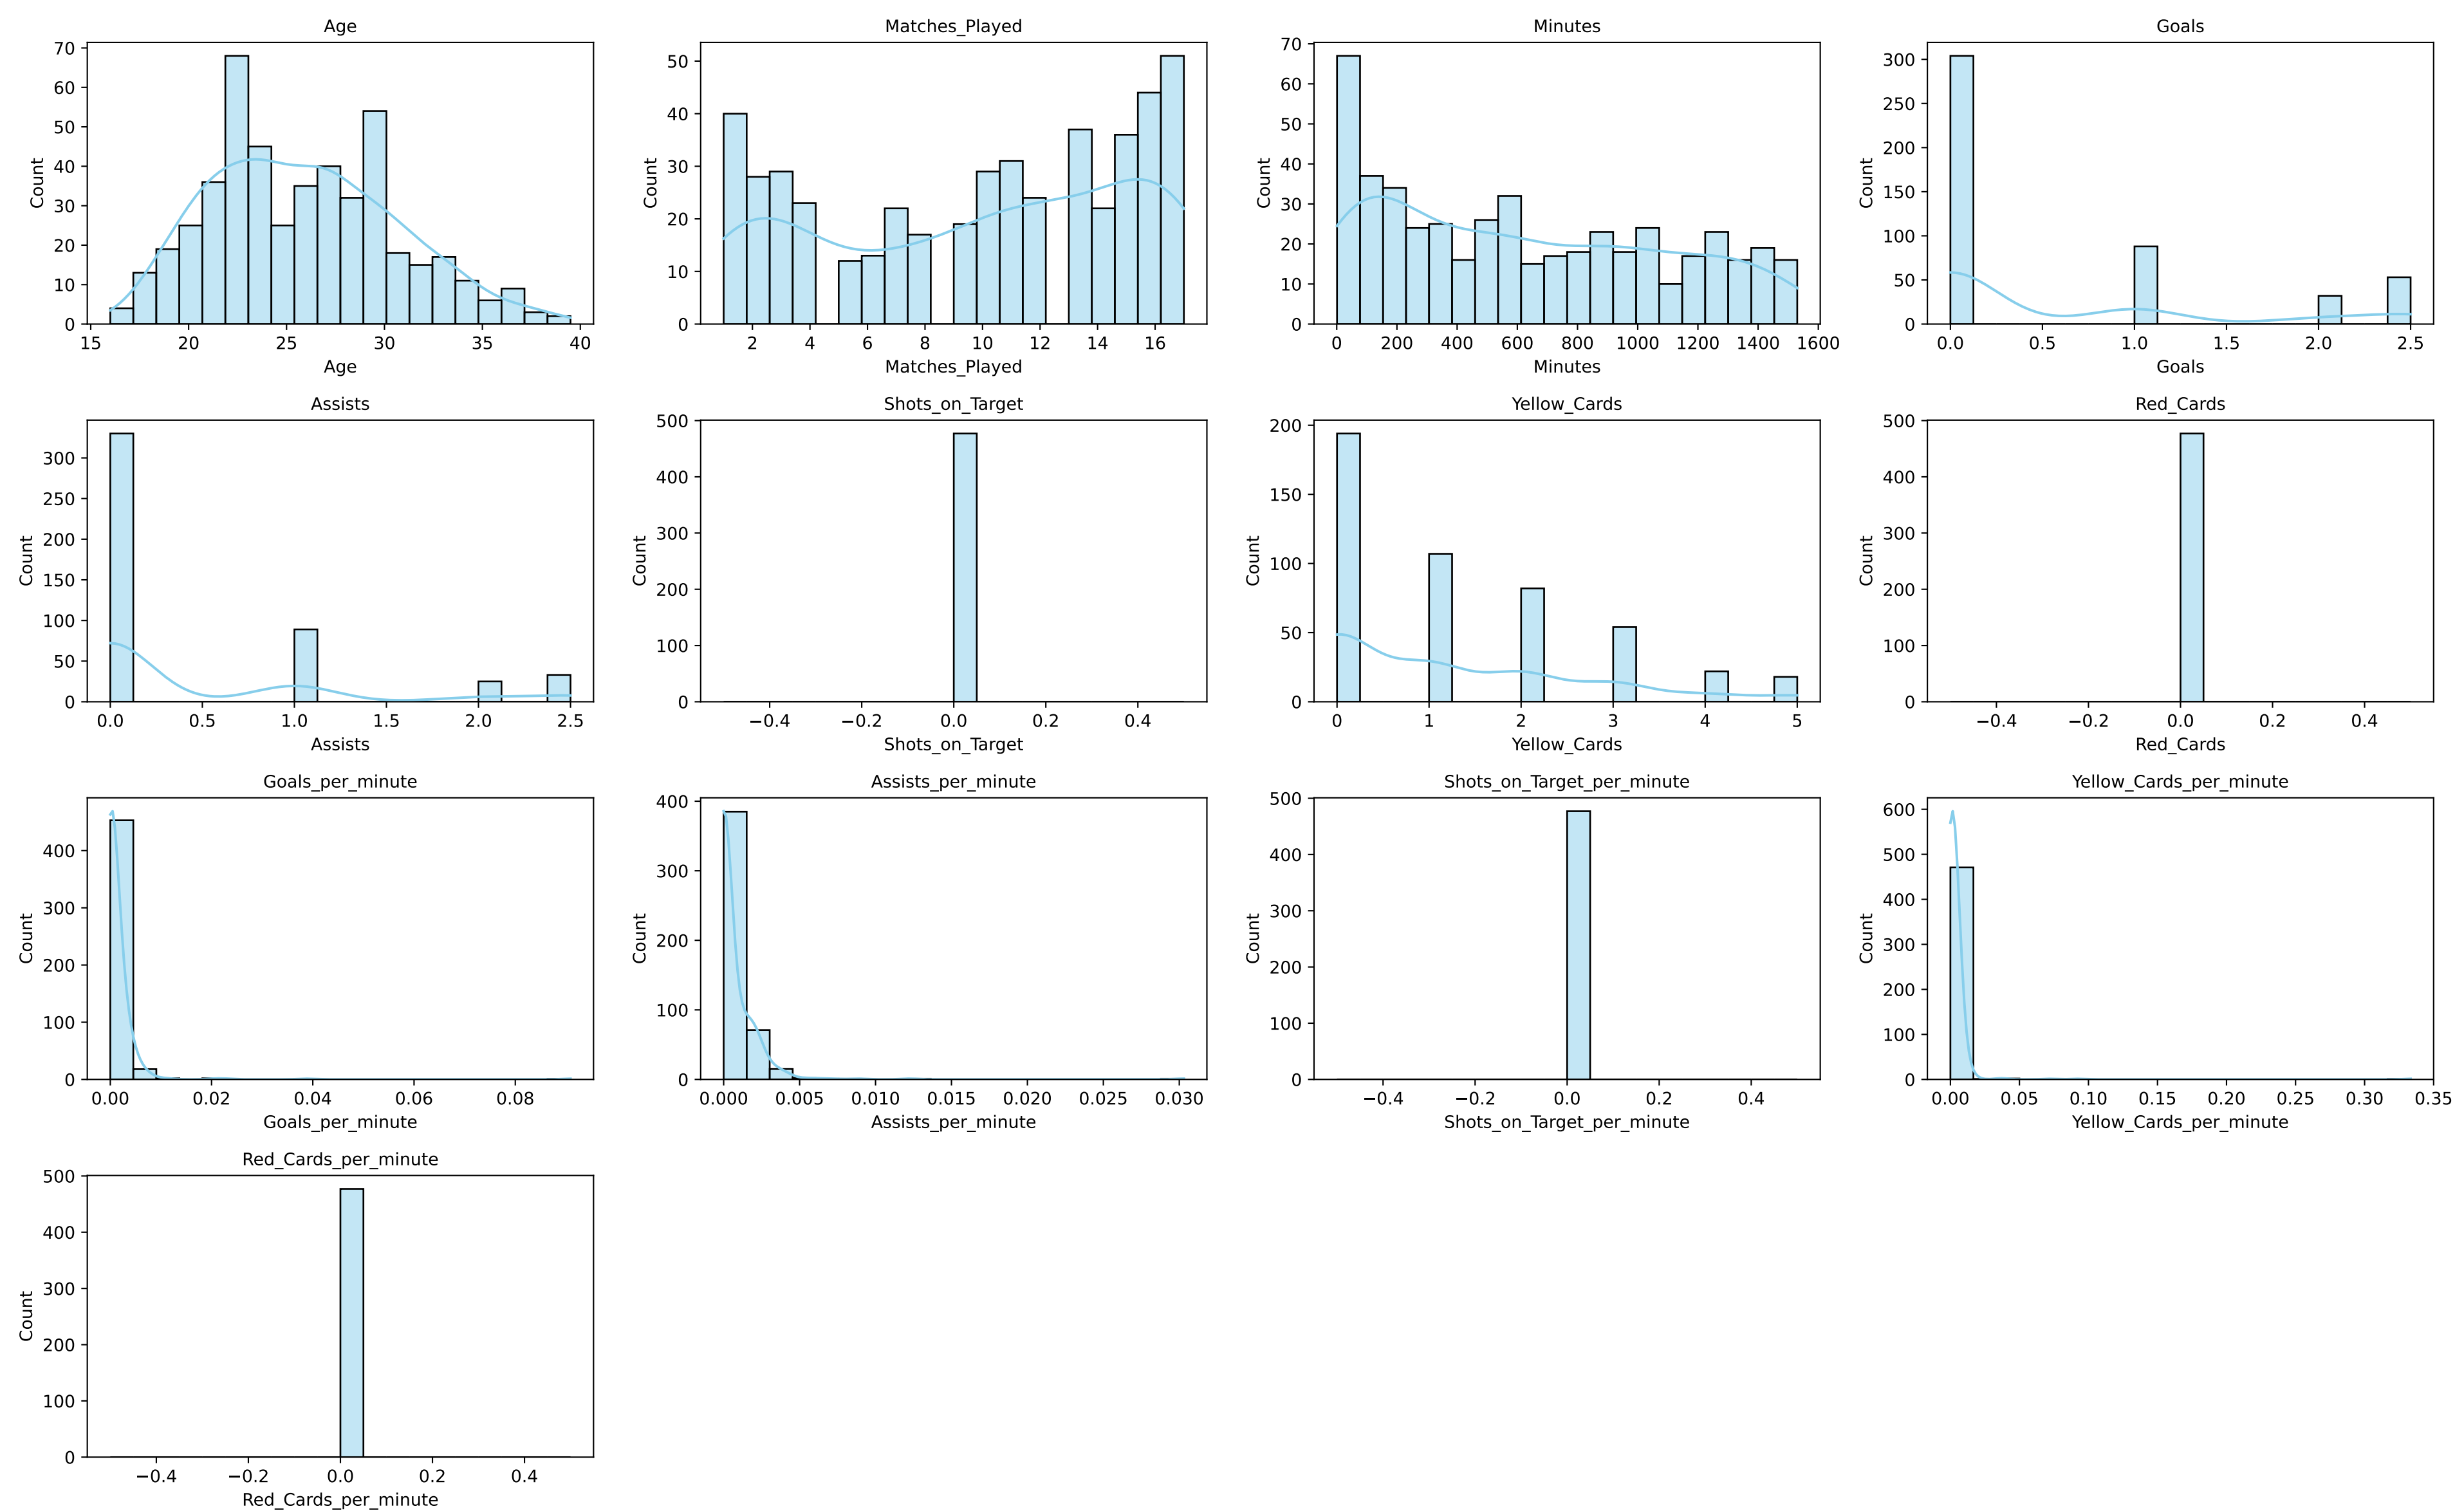 Age
Matches_Played
Minutes
Goals
70
60
50
40
30
20
10
0
Count
15 20 25 30 35 40
Age
50
40
30
20
10
0
Count
2 4 6 8 10 12 14 16
Matches_Played
70
60
50
40
30
20
10
0
Count
0 200 400 600 800 1000 1200 1400 1600
Minutes
300
250
200
150
100
50
0
Count
0.0 0.5 1.0 1.5 2.0 2.5
Goals
Assists
Shots_on_Target
Yellow_Cards
Red_Cards
300
250
200
150
100
50
0
Count
0.0 0.5 1.0 1.5 2.0 2.5
Assists
500
400
300
200
100
0
Count
−0.4 −0.2 0.0 0.2 0.4
Shots_on_Target
200
150
100
50
0
Count
0 1 2 3 4 5
Yellow_Cards
500
400
300
200
100
0
Count
−0.4 −0.2 0.0 0.2 0.4
Red_Cards
Goals_per_minute
Assists_per_minute
Shots_on_Target_per_minute
Yellow_Cards_per_minute
400
300
200
100
0
Count
0.00 0.02 0.04 0.06 0.08
Goals_per_minute
400
300
200
100
0
Count
0.000 0.005 0.010 0.015 0.020 0.025 0.030
Assists_per_minute
500
400
300
200
100
0
Count
−0.4 −0.2 0.0 0.2 0.4
Shots_on_Target_per_minute
600
500
400
300
200
100
0
Count
0.00 0.05 0.10 0.15 0.20 0.25 0.30 0.35
Yellow_Cards_per_minute
Red_Cards_per_minute
500
400
300
200
100
0
Count
−0.4 −0.2 0.0 0.2 0.4
Red_Cards_per_minute